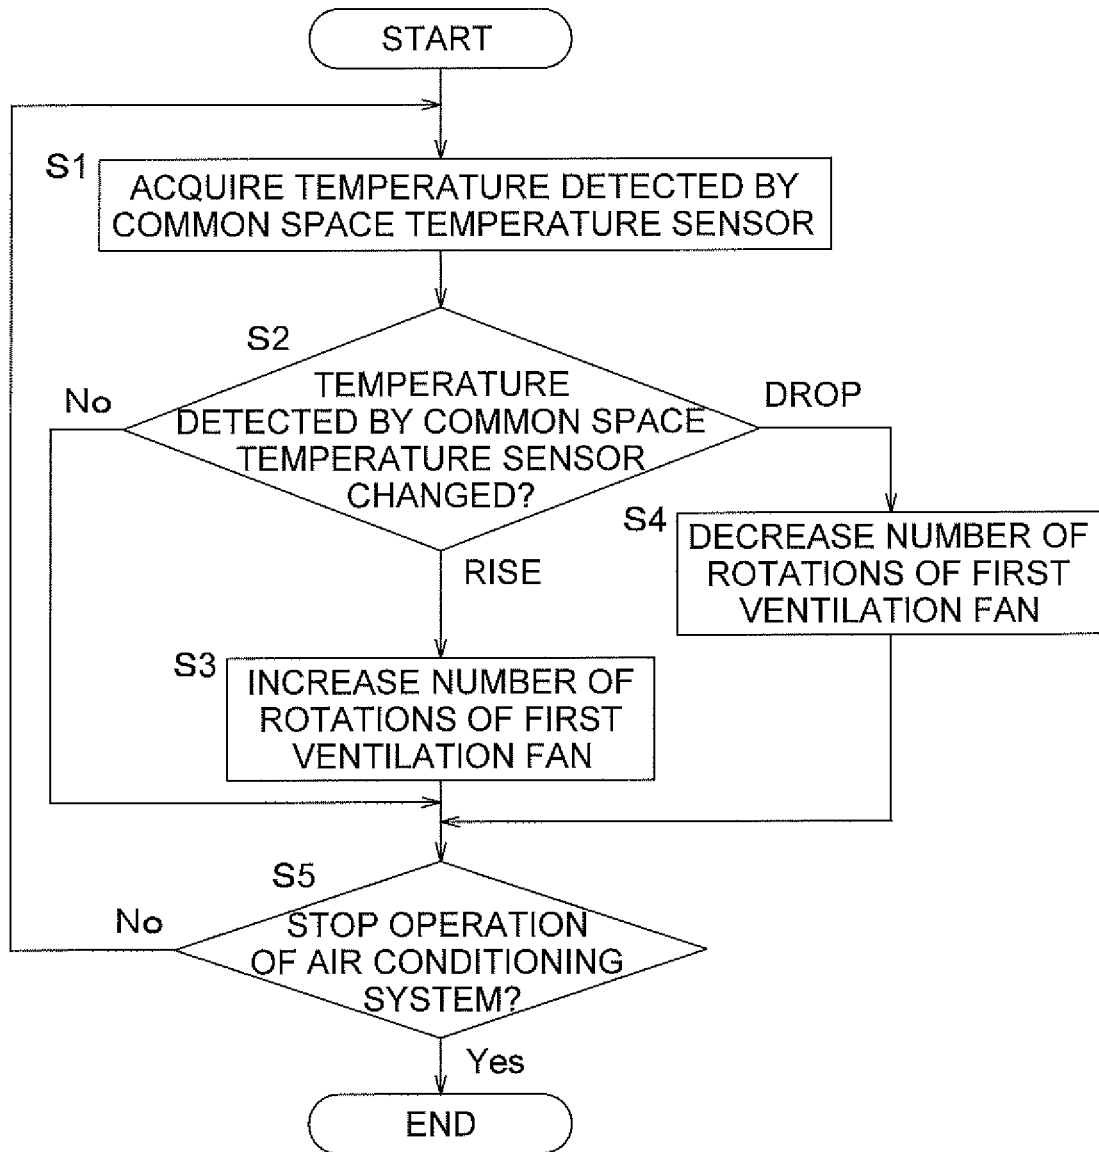 START
S1
ACQUIRE TEMPERATURE DETECTED BY
COMMON SPACE TEMPERATURE SENSOR
S2
No
TEMPERATURE
DETECTED BY COMMON SPACE
TEMPERATURE SENSOR
CHANGED?
DROP
S4
DECREASE NUMBER OF
ROTATIONS OF FIRST
VENTILATION FAN
RISE
S3
INCREASE NUMBER OF
ROTATIONS OF FIRST
VENTILATION FAN
S5
No
STOP OPERATION
OF AIR CONDITIONING
SYSTEM?
Yes
END